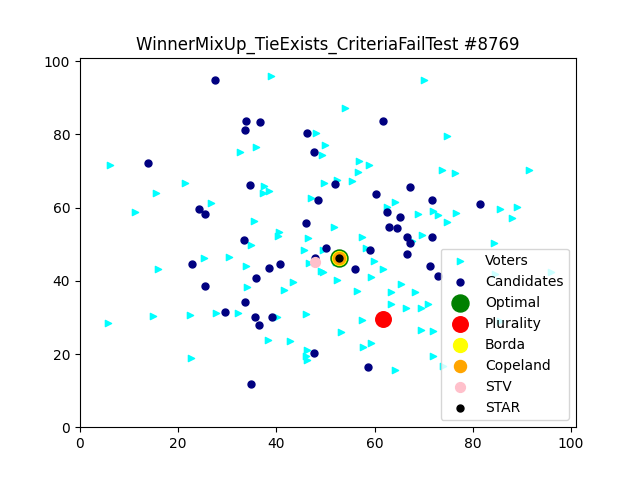 WinnerMixUp_TieExists_CriteriaFailTest #8769
100
80
60
40
20
0
0 20 40 60 80 100
Voters
Candidates
Optimal
Plurality
Borda
Copeland
STV
STAR